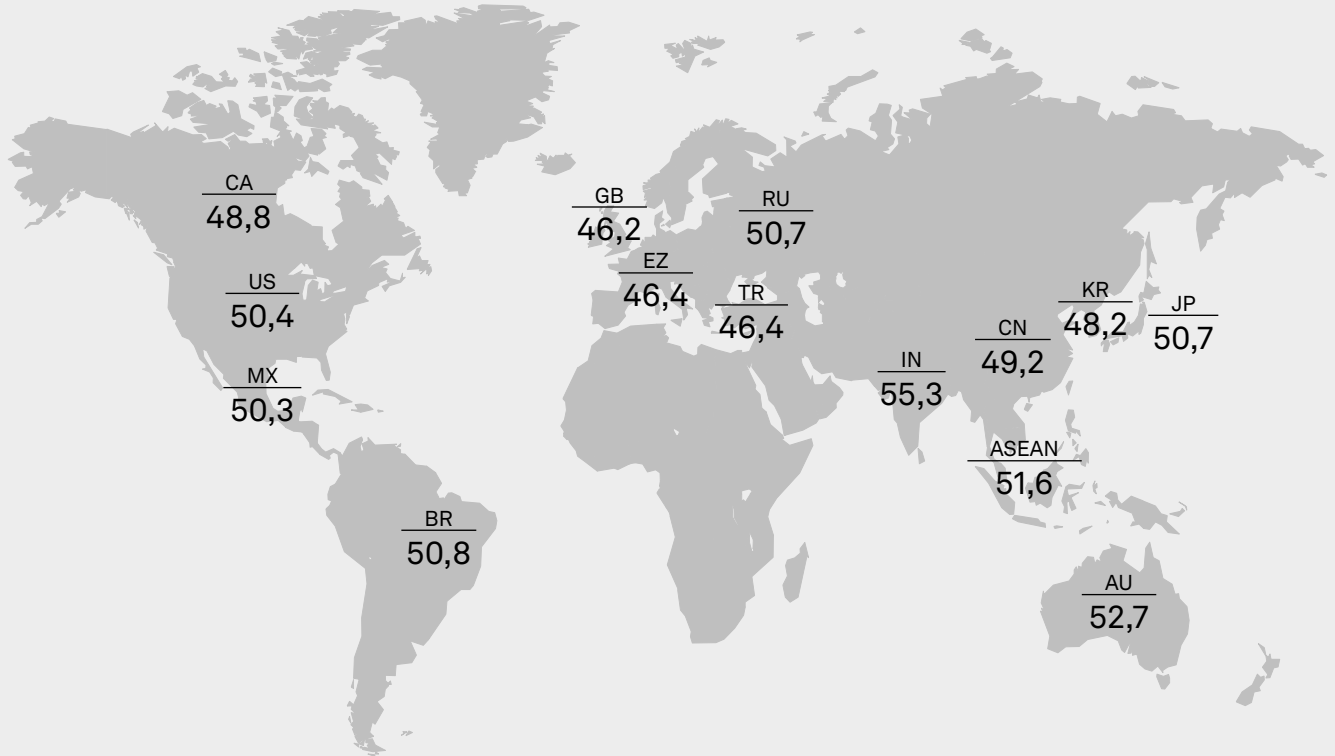 CA
48,8
GB
46,2
RU
50,7
EZ
46,4
US
50,4
TR
46,4
KR
48,2
JP
50,7
CN
49,2
IN
55,3
MX
50,3
ASEAN
51,6
BR
50,8
AU
52,7